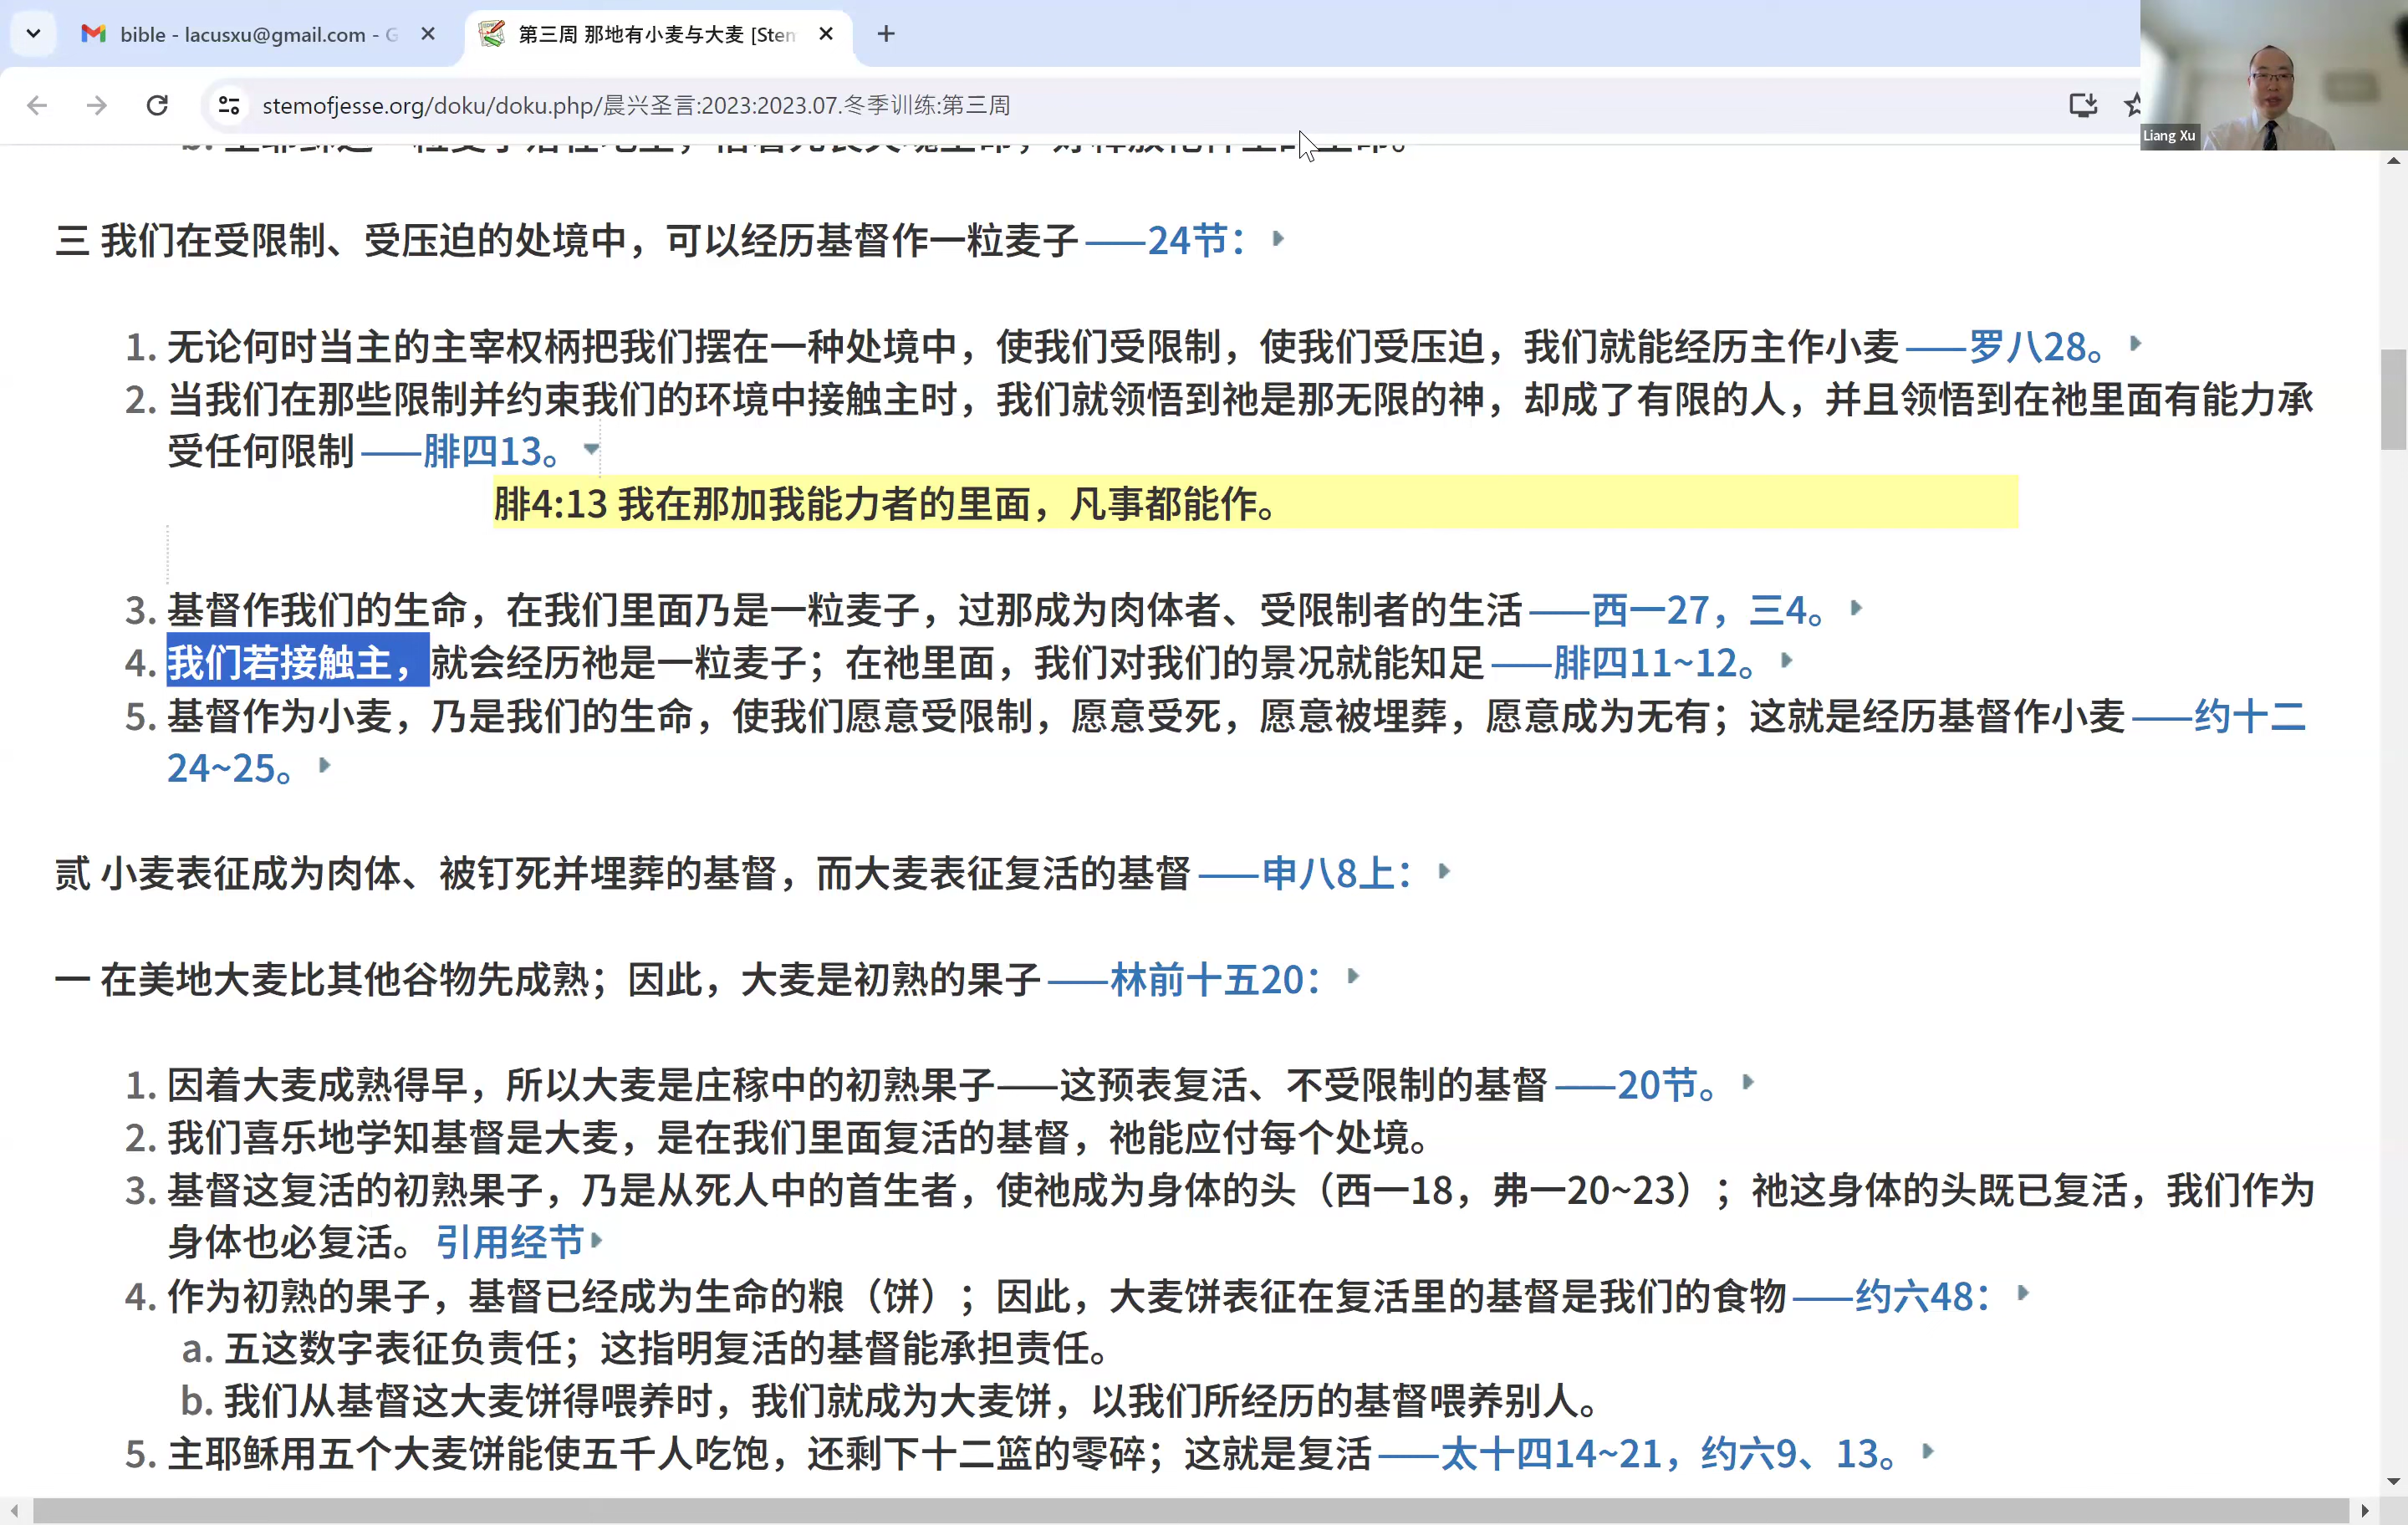 bible - lacusxu@gmail.com - G
第三周 那地有小麦与大麦 [Sten
stemofjesse.org/doku/doku.php/晨兴圣言:2023:2023.07.冬季训练:第三周
Liang Xu
三 我们在受限制、受压迫的处境中，可以经历基督作一粒麦子——24节：
1. 无论何时当主的主宰权柄把我们摆在一种处境中，使我们受限制，使我们受压迫，我们就能经历主作小麦——罗八28。
2. 当我们在那些限制并约束我们的环境中接触主时，我们就领悟到祂是那无限的神，却成了有限的人，并且领悟到在祂里面有能力承
受任何限制——腓四13。
腓4:13 我在那加我能力者的里面，凡事都能作。
3. 基督作我们的生命，在我们里面乃是一粒麦子，过那成为肉体者、受限制者的生活——西一27，三4。
4. 我们若接触主，就会经历祂是一粒麦子；在祂里面，我们对我们的景况就能知足——腓四11~12。
5. 基督作为小麦，乃是我们的生命，使我们愿意受限制，愿意受死，愿意被埋葬，愿意成为无有；这就是经历基督作小麦——约十二
24~25。
贰 小麦表征成为肉体、被钉死并埋葬的基督，而大麦表征复活的基督——申八8上：
一 在美地大麦比其他谷物先成熟；因此，大麦是初熟的果子——林前十五20：
1. 因着大麦成熟得早，所以大麦是庄稼中的初熟果子——这预表复活、不受限制的基督——20节。
2. 我们喜乐地学知基督是大麦，是在我们里面复活的基督，祂能应付每个处境。
3. 基督这复活的初熟果子，乃是从死人中的首生者，使祂成为身体的头（西一18，弗一20~23）；祂这身体的头既已复活，我们作为
身体也必复活。 引用经节
4. 作为初熟的果子，基督已经成为生命的粮（饼）；因此，大麦饼表征在复活里的基督是我们的食物——约六48：
a. 五这数字表征负责任；这指明复活的基督能承担责任。
b. 我们从基督这大麦饼得喂养时，我们就成为大麦饼，以我们所经历的基督喂养别人。
5. 主耶稣用五个大麦饼能使五千人吃饱，还剩下十二篮的零碎；这就是复活——太十四14~21，约六9、13。